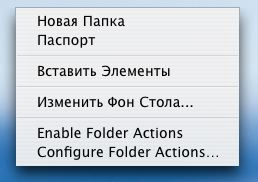 Новая Папка
Паспорт
Вставить Элементы
Изменить Фон Стола...
Enable Folder Actions
Configure Folder Actions...